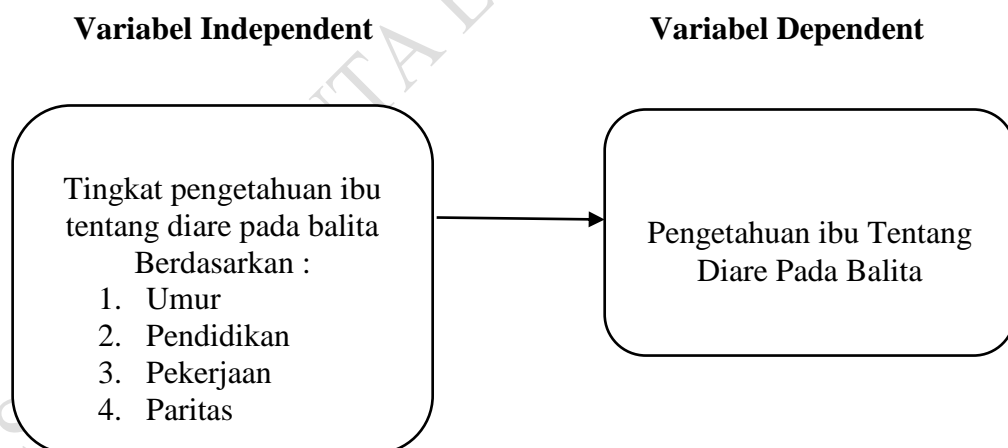 Variabel Independent
Variabel Dependent
Tingkat pengetahuan ibu
tentang diare pada balita
Berdasarkan :
1. Umur
2. Pendidikan
3. Pekerjaan
4. Paritas
Pengetahuan ibu Tentang
Diare Pada Balita